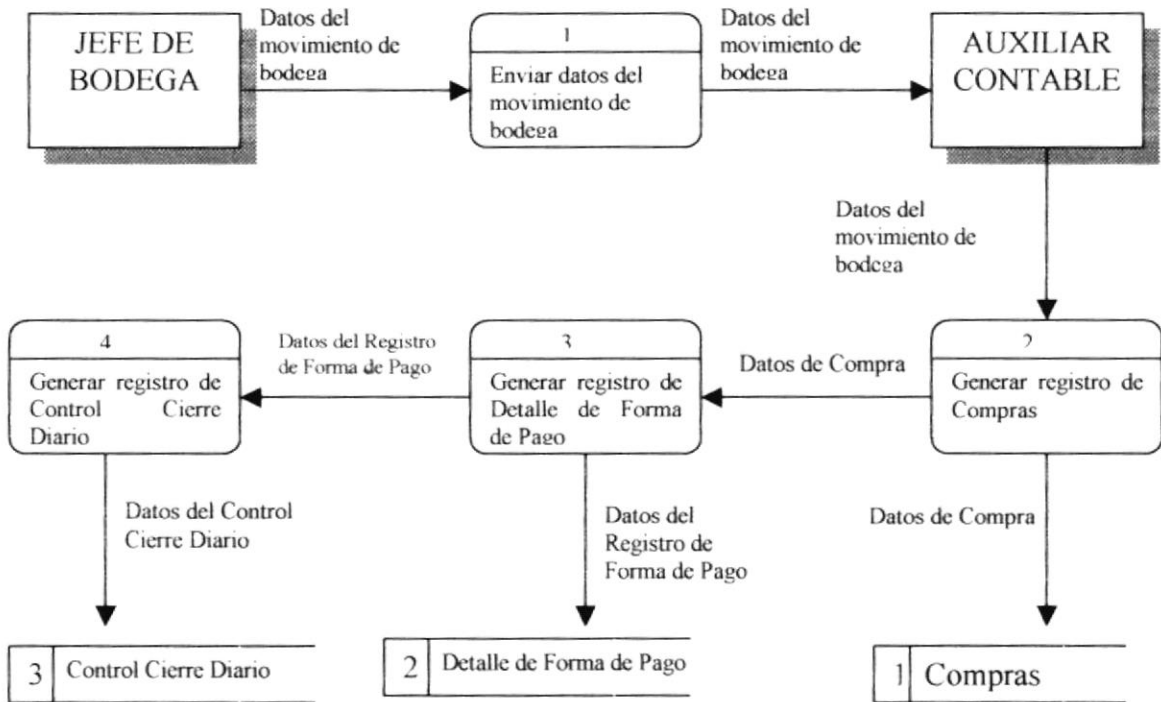 JEFE DE
BODEGA
Datos del
movimiento de
bodega
1
Enviar datos del
movimiento de
bodega
Datos del
movimiento de
bodega
AUXILIAR
CONTABLE
Datos del
movimiento de
bodega
4
Generar registro de
Control Cierre
Diario
Datos del Registro
de Forma de Pago
3
Generar registro de
Detalle de Forma
de Pago
Datos de Compra
2
Generar registro de
Compras
Datos del Control
Cierre Diario
Datos del
Registro de
Forma de Pago
Datos de Compra
3 Control Cierre Diario
2 Detalle de Forma de Pago
1 Compras